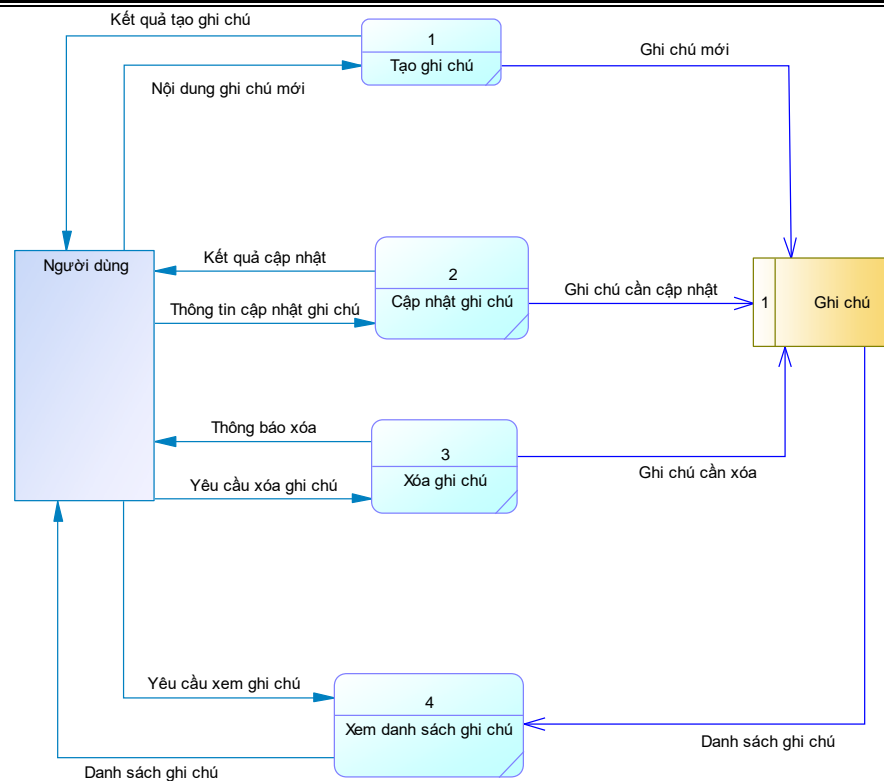 Kết quả tạo ghi chú
1
Tạo ghi chú
Ghi chú mới
Nội dung ghi chú mới
Người dùng
Kết quả cập nhật
2
Cập nhật ghi chú
Thông tin cập nhật ghi chú
Ghi chú cần cập nhật
1
Ghi chú
Thông báo xóa
3
Xóa ghi chú
Yêu cầu xóa ghi chú
Ghi chú cần xóa
Yêu cầu xem ghi chú
4
Xem danh sách ghi chú
Danh sách ghi chú
Danh sách ghi chú